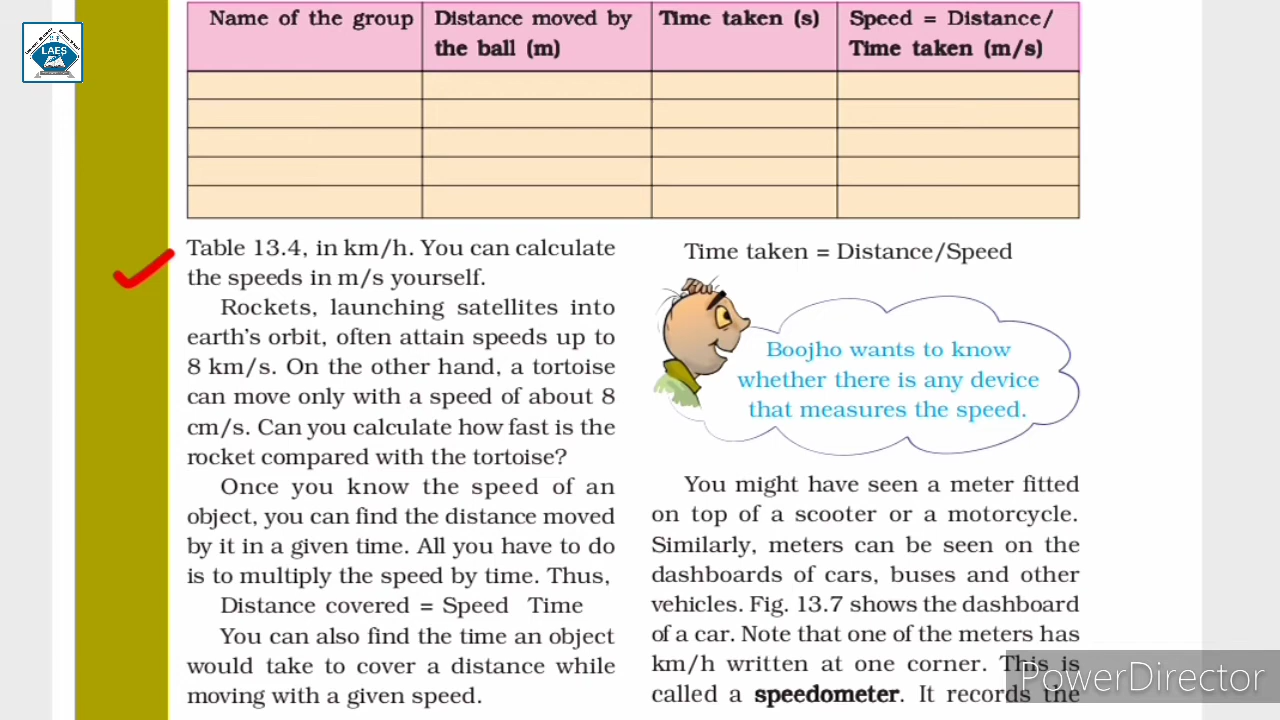 Name of the group
Distance moved by
the ball (m)
Time taken (s)
Speed = Distance/
Time taken (m/s)
LAES
Table 13.4, in km/h. You can calculate
the speeds in m/s yourself.
Rockets, launching satellites into
earth's orbit, often attain speeds up to
8 km/s. On the other hand, a tortoise
can move only with a speed of about 8
cm/s. Can you calculate how fast is the
rocket compared with the tortoise?
Once you know the speed of an
object, you can find the distance moved
by it in a given time. All you have to do
is to multiply the speed by time. Thus,
Distance covered = Speed Time
You can also find the time an object
would take to cover a distance while
moving with a given speed.
Time taken = Distance/Speed
Boojho wants to know
whether there is any device
that measures the speed.
You might have seen a meter fitted
on top of a scooter or a motorcycle.
Similarly, meters can be seen on the
dashboards of cars, buses and other
vehicles. Fig. 13.7 shows the dashboard
of a car. Note that one of the meters has
km/h written at one corner. This is
called a speedometer. It records the
PowerDirector